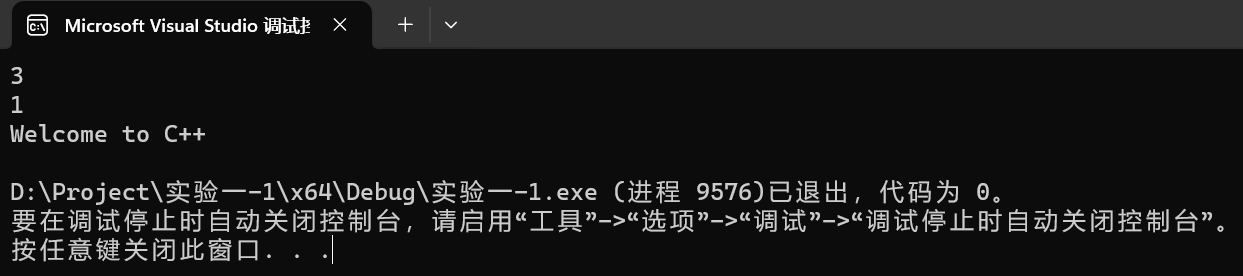 Microsoft Visual Studio 调试
3
1
Welcome to C++
D:\Project\实验一-1\x64\Debug\实验一-1.exe (进程 9576)已退出，代码为 0。
要在调试停止时自动关闭控制台，请启用“工具”->“选项”->“调试”->“调试停止时自动关闭控制台”。
按任意键关闭此窗口. . .